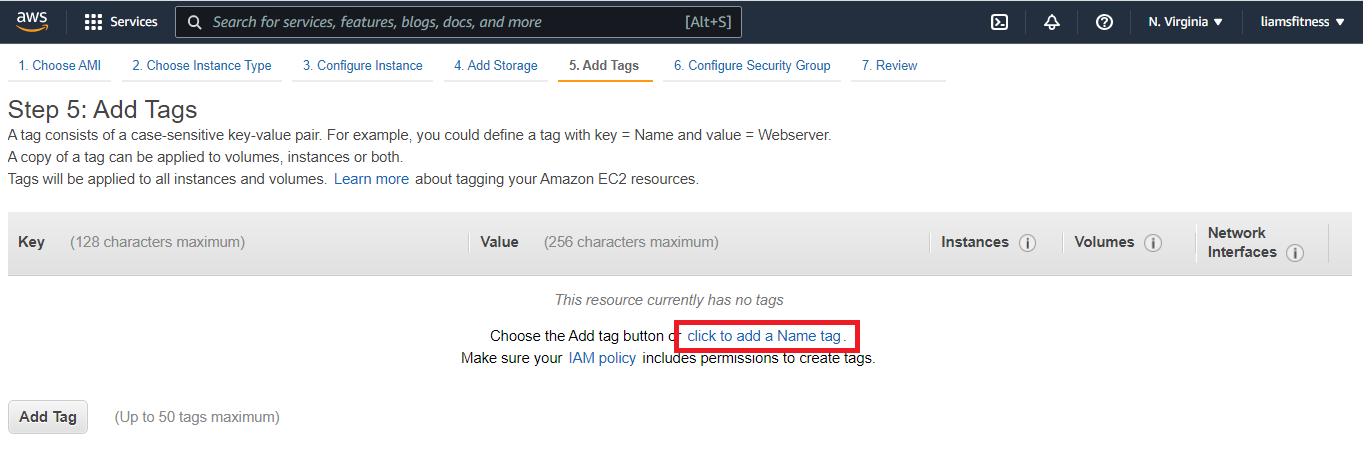 aws Services Search for services, features, blogs, docs, and more [Alt+S] N. Virginia liamsfitness
1. Choose AMI 2. Choose Instance Type 3. Configure Instance 4. Add Storage 5. Add Tags 6. Configure Security Group 7. Review
Step 5: Add Tags
A tag consists of a case-sensitive key-value pair. For example, you could define a tag with key = Name and value = Webserver.
A copy of a tag can be applied to volumes, instances or both.
Tags will be applied to all instances and volumes. Learn more about tagging your Amazon EC2 resources.
Key (128 characters maximum) Value (256 characters maximum) Instances i Volumes i Network
Interfaces i
This resource currently has no tags
Choose the Add tag button or click to add a Name tag.
Make sure your IAM policy includes permissions to create tags.
Add Tag (Up to 50 tags maximum)